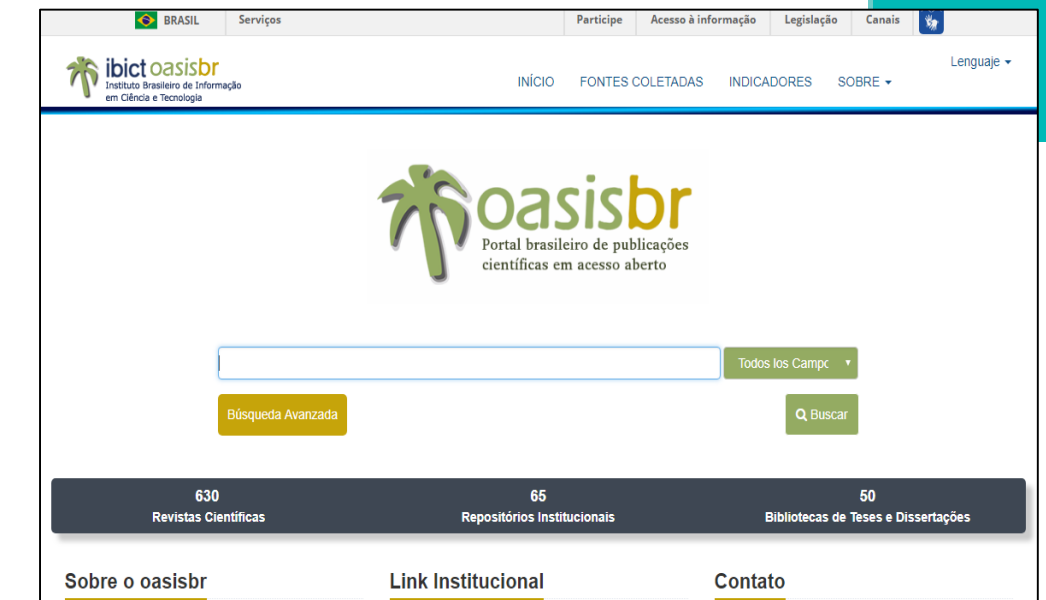 BRASIL Serviços Participe Acesso à informação Legislação Canais
Lenguaje
ibict oasisbr
Instituto Brasileiro de Informação
em Ciência e Tecnologia
INÍCIO FONTES COLETADAS INDICADORES SOBRE
oasisbr
Portal brasileiro de publicações
científicas em acesso aberto
Todos los Campc
Búsqueda Avanzada Buscar
630 65 50
Revistas Científicas Repositórios Institucionais Bibliotecas de Teses e Dissertações
Sobre o oasisbr Link Institucional Contato